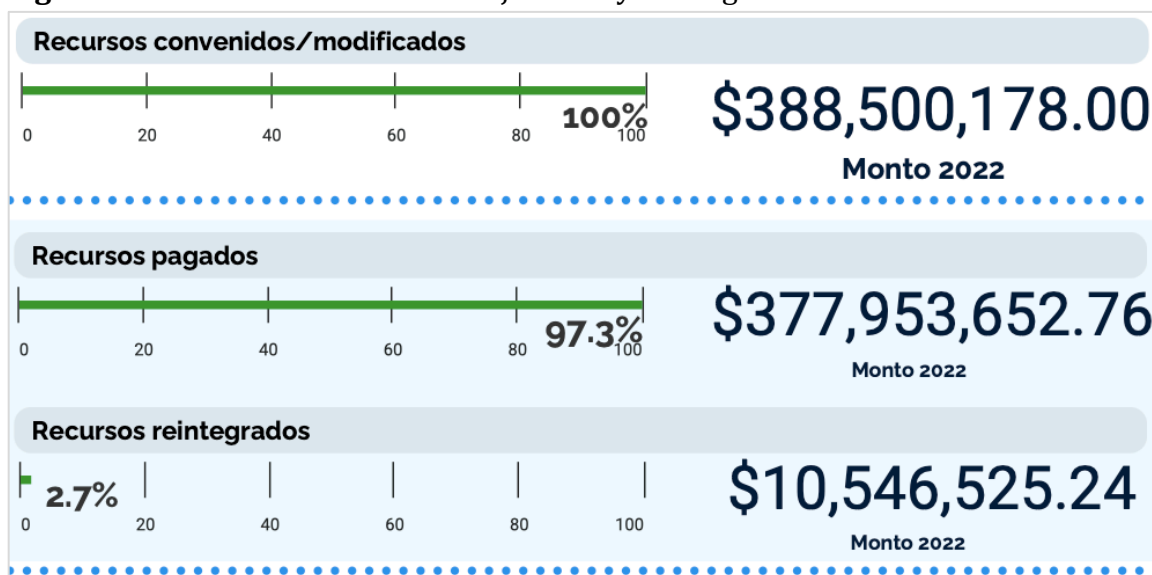 Recursos convenidos/modificados
100%
0 20 40 60 80 100
$388,500,178.00
Monto 2022
Recursos pagados
97.3%
0 20 40 60 80 100
$377,953,652.76
Monto 2022
Recursos reintegrados
2.7%
0 20 40 60 80 100
$10,546,525.24
Monto 2022